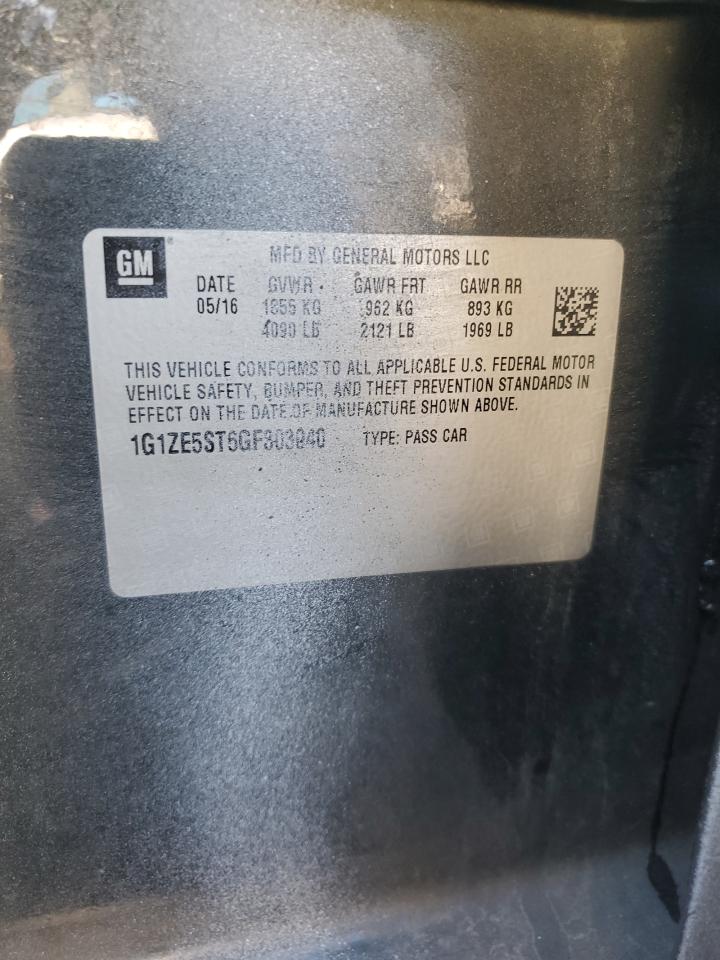 GM
MFD BY GENERAL MOTORS LLC
DATE GVWR GAWR FRT GAWR RR
05/16 1855 KG 962 KG 893 KG
4090 LB 2121 LB 1969 LB
THIS VEHICLE CONFORMS TO ALL APPLICABLE U.S. FEDERAL MOTOR
VEHICLE SAFETY, BUMPER, AND THEFT PREVENTION STANDARDS IN
EFFECT ON THE DATE OF MANUFACTURE SHOWN ABOVE.
TYPE: PASS CAR